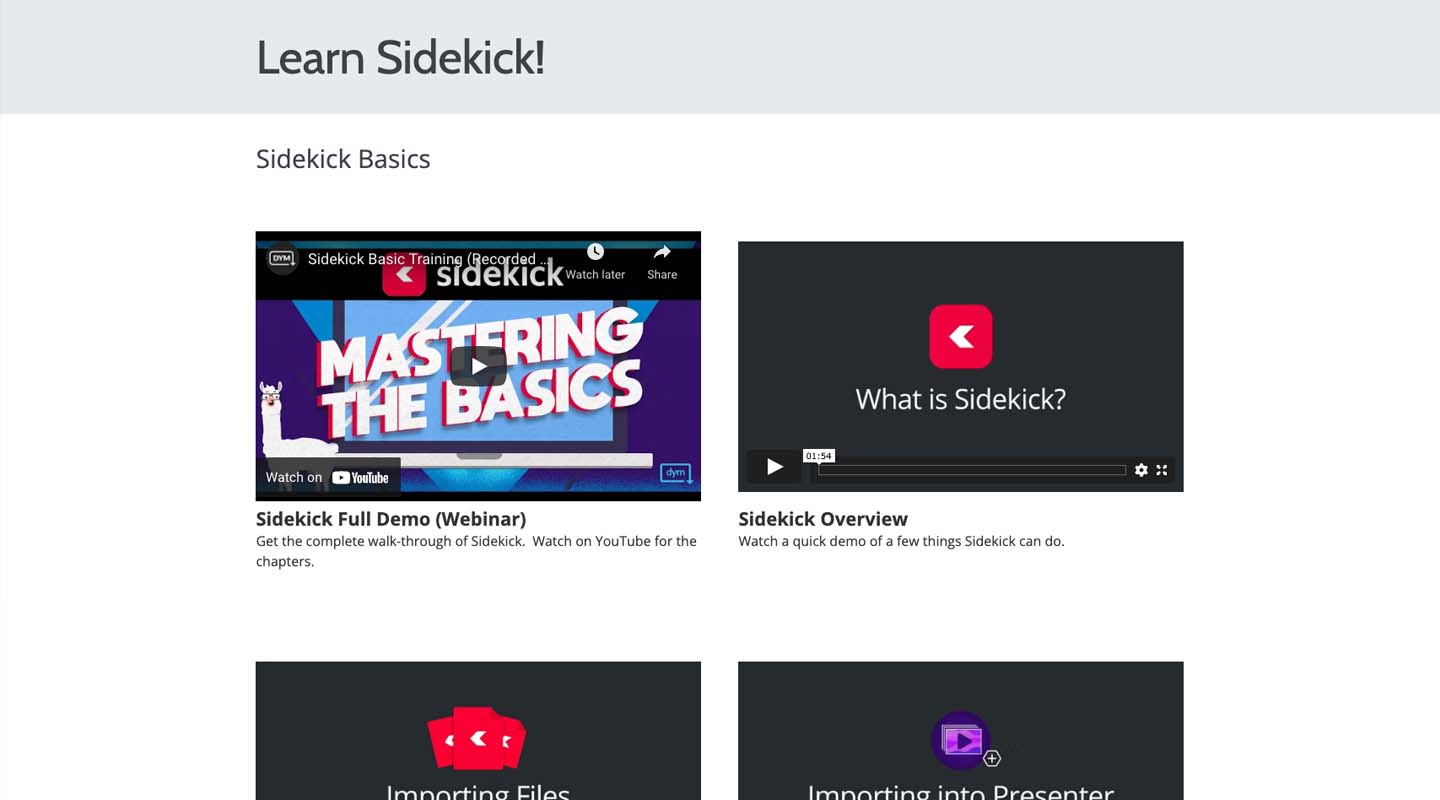 Learn Sidekick!
Sidekick Basics
DYM
Sidekick Basic Training (Recorded ...
Watch later
Share
sidekick
MASTERING
THE BASICS
Watch on YouTube
dym
What is Sidekick?
01:54
Sidekick Full Demo (Webinar)
Get the complete walk-through of Sidekick. Watch on YouTube for the
chapters.
Sidekick Overview
Watch a quick demo of a few things Sidekick can do.
Importing Files
Importing into Presenter